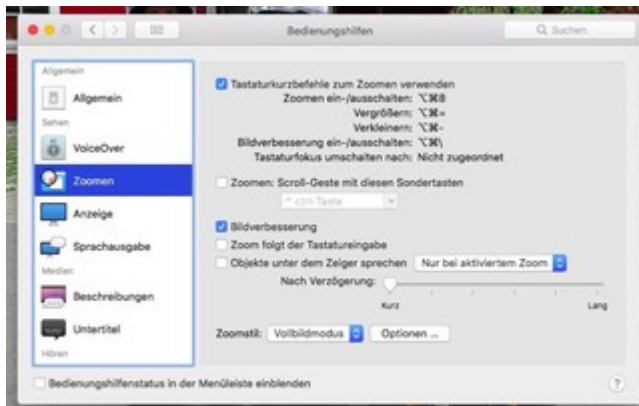 Bedienungshilfen
Suchen
Allgemein
Allgemein
Sehen
VoiceOver
Zoomen
Anzeige
Sprachausgabe
Medien
Beschreibungen
Untertitel
Hören
Tastaturkurzbefehle zum Zoomen verwenden
Zoomen ein-/ausschalten: ⌥⌘8
Vergrößern: ⌥⌘=
Verkleinern: ⌥⌘-
Bildverbesserung ein-/ausschalten: ⌥⌘\
Tastaturfokus umschalten nach: Nicht zugeordnet
Zoomen: Scroll-Geste mit diesen Sondertasten
^ ctrl-Taste
Bildverbesserung
Zoom folgt der Tastatureingabe
Objekte unter dem Zeiger sprechen Nur bei aktiviertem Zoom
Nach Verzögerung:
Kurz Lang
Zoomstil: Vollbildmodus Optionen ...
Bedienungshilfenstatus in der Menüleiste einblenden ?